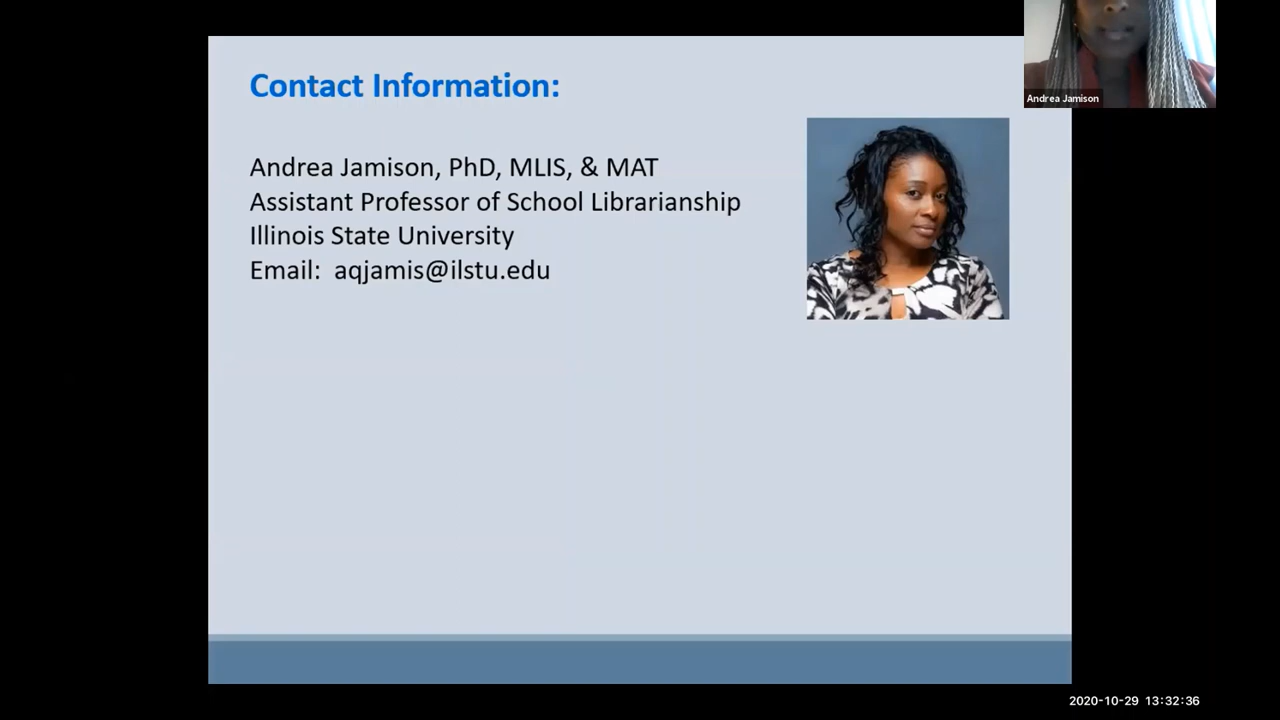 Contact Information:
Andrea Jamison, PhD, MLIS, & MAT
Assistant Professor of School Librarianship
Illinois State University
Email:  aqjamis@ilstu.edu
Andrea Jamison
2020-10-29 13:32:36